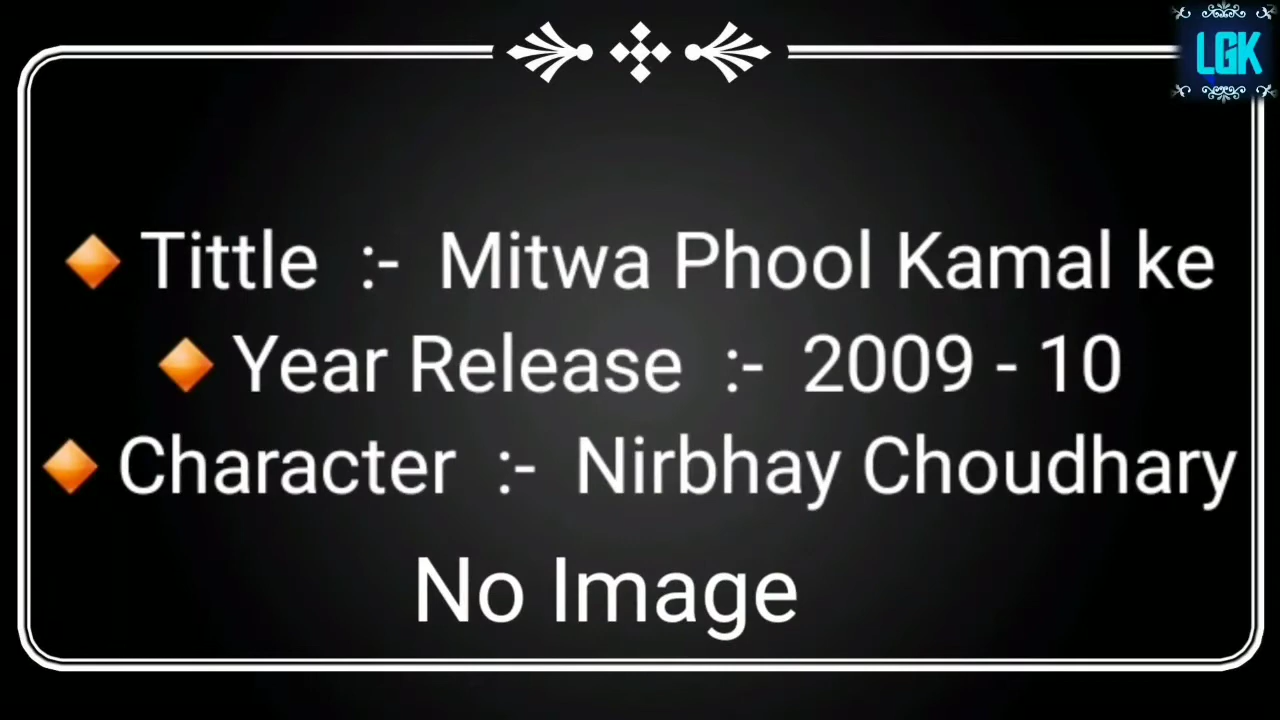 LGK
🔸 Tittle :- Mitwa Phool Kamal ke
🔸 Year Release :- 2009 - 10
🔸 Character :- Nirbhay Choudhary
No Image